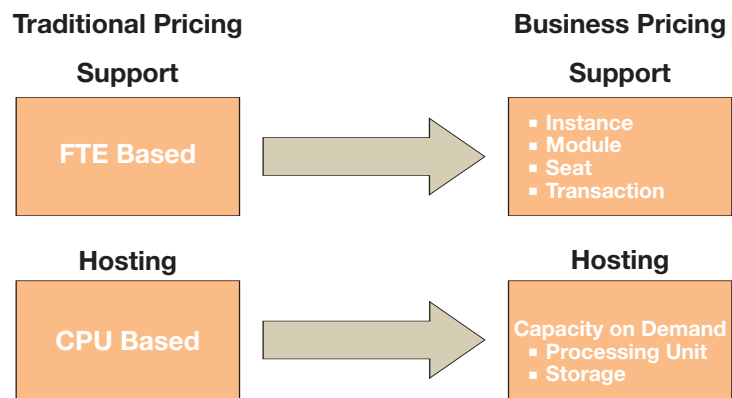 Traditional Pricing
Business Pricing
Support
Support
FTE Based
▪ Instance
▪ Module
▪ Seat
▪ Transaction
Hosting
Hosting
CPU Based
Capacity on Demand
▪ Processing Unit
▪ Storage